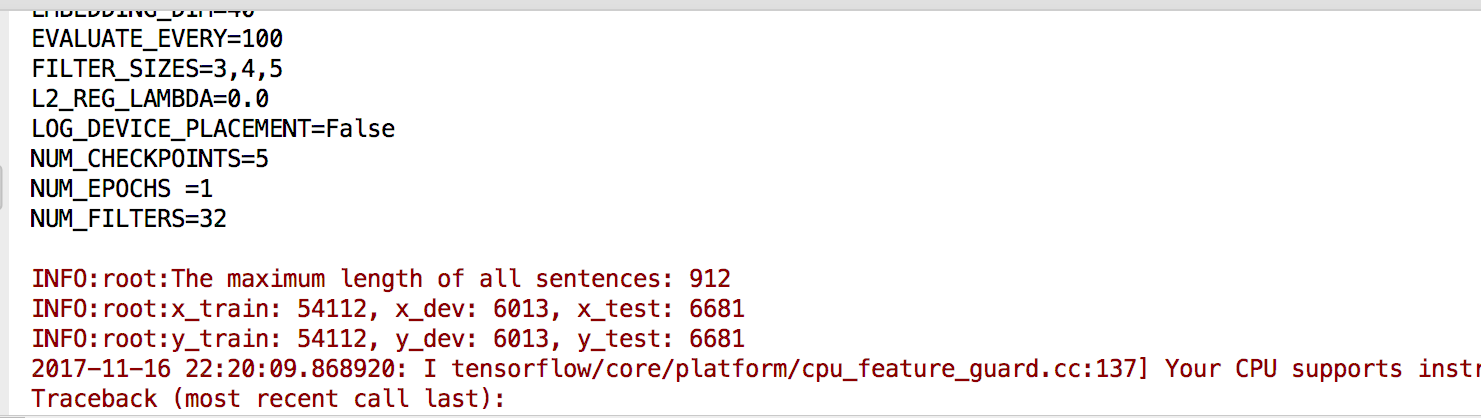 EMBEDDING_DIM=40
EVALUATE_EVERY=100
FILTER_SIZES=3,4,5
L2_REG_LAMBDA=0.0
LOG_DEVICE_PLACEMENT=False
NUM_CHECKPOINTS=5
NUM_EPOCHS =1
NUM_FILTERS=32
INFO:root:The maximum length of all sentences: 912
INFO:root:x_train: 54112, x_dev: 6013, x_test: 6681
INFO:root:y_train: 54112, y_dev: 6013, y_test: 6681
2017-11-16 22:20:09.868920: I tensorflow/core/platform/cpu_feature_guard.cc:137] Your CPU supports instr
Traceback (most recent call last):